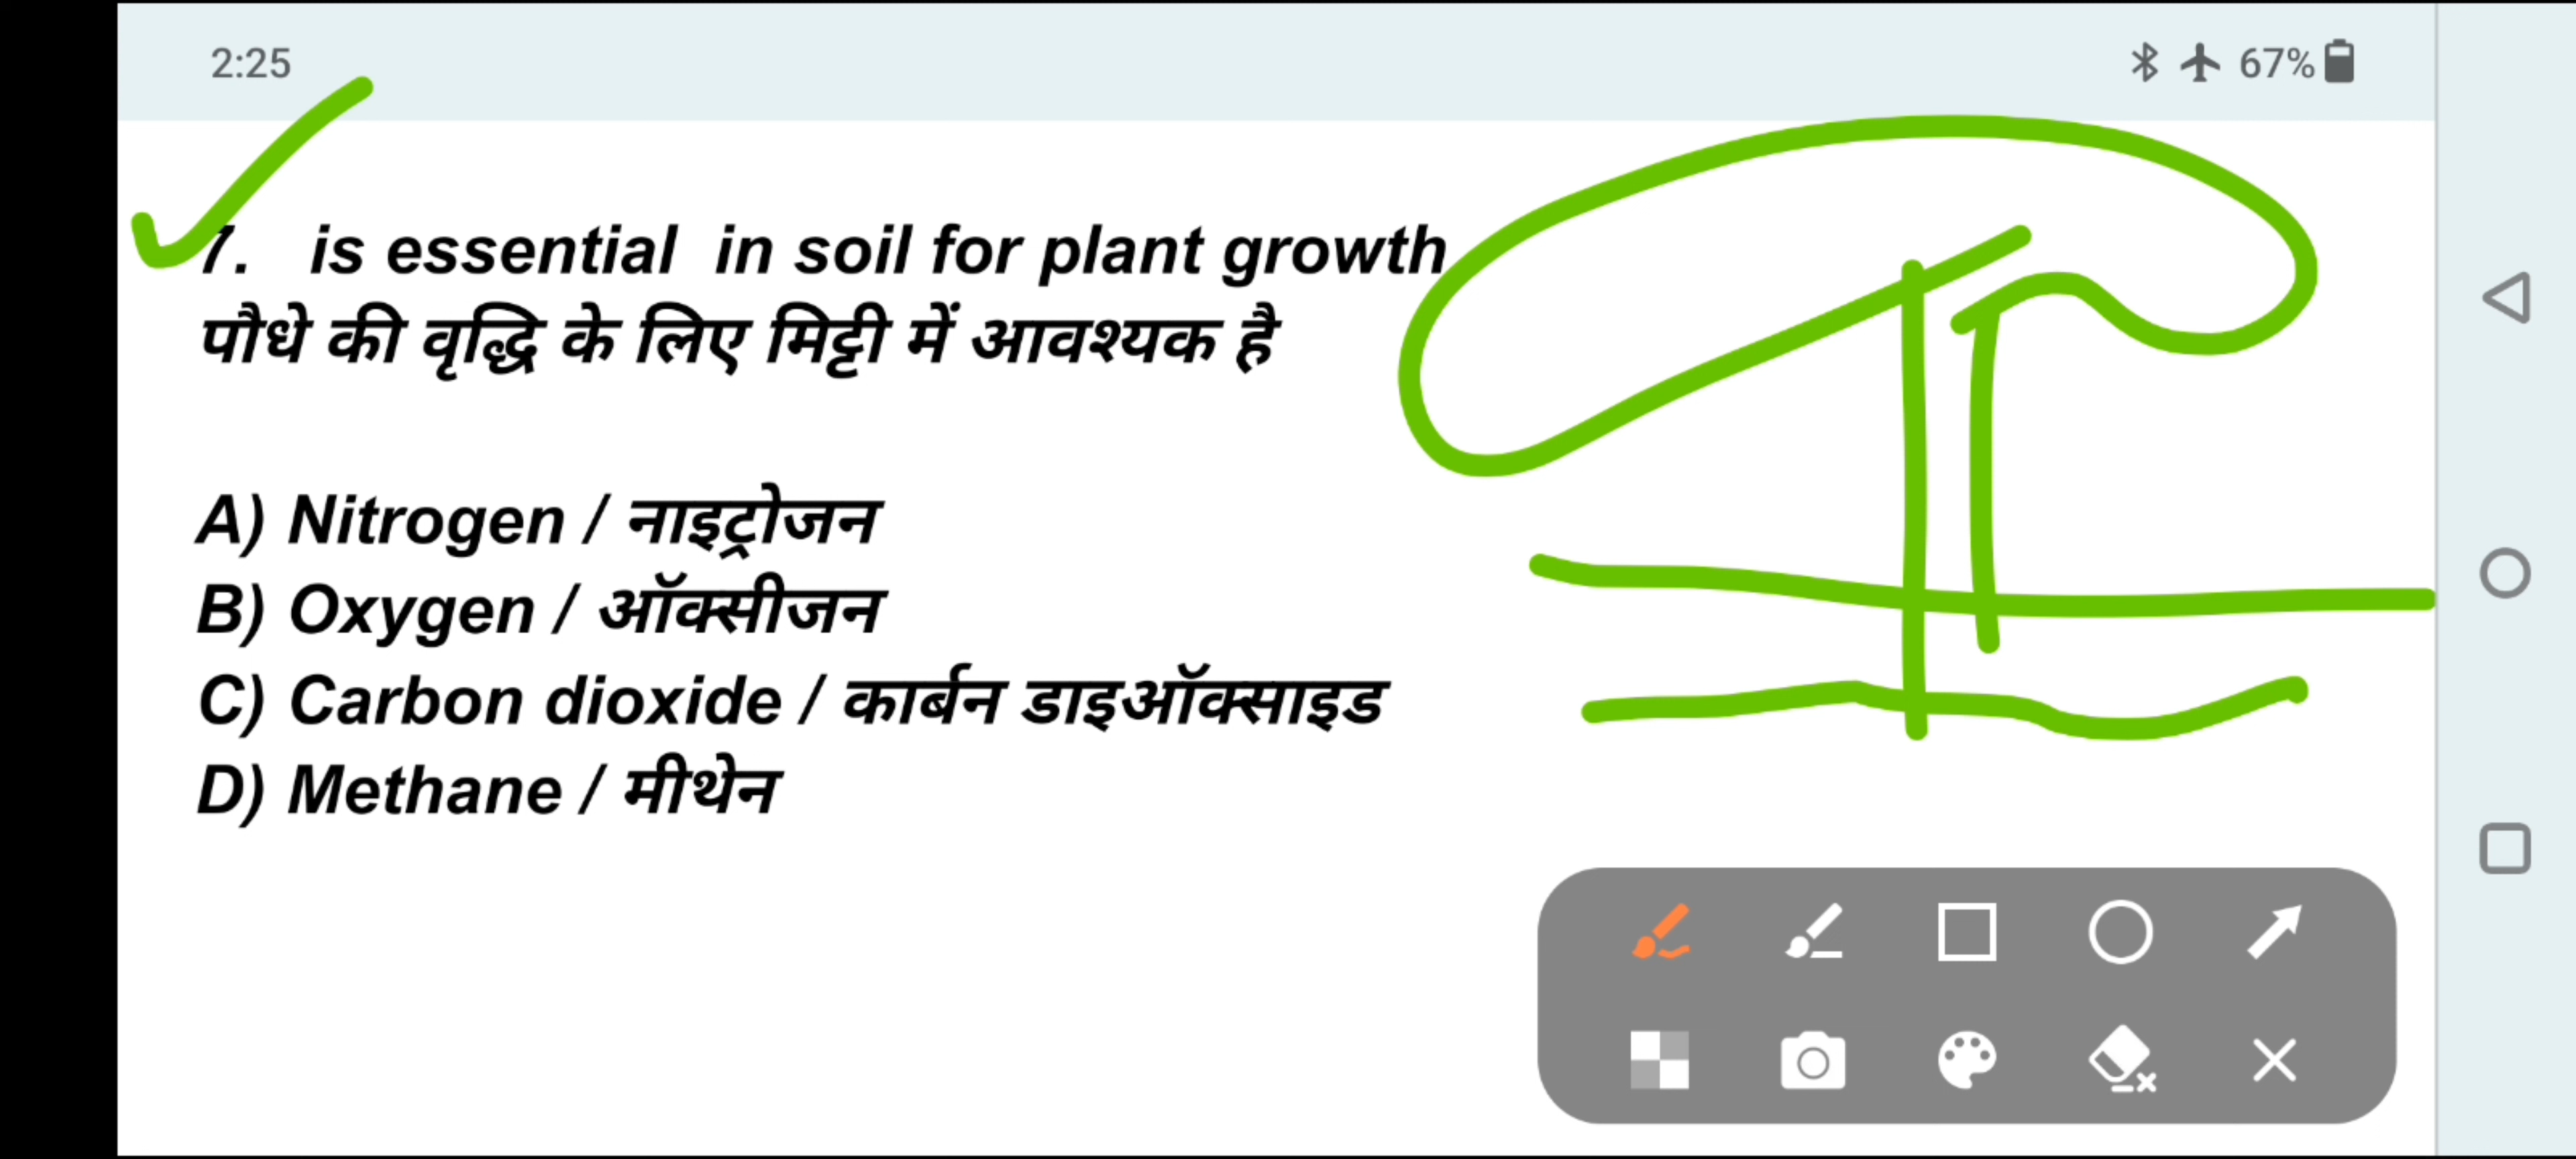 2:25
67%
7. is essential in soil for plant growth
पौधे की वृद्धि के लिए मिट्टी में आवश्यक है
A) Nitrogen / नाइट्रोजन
B) Oxygen / ऑक्सीजन
C) Carbon dioxide / कार्बन डाइऑक्साइड
D) Methane / मीथेन